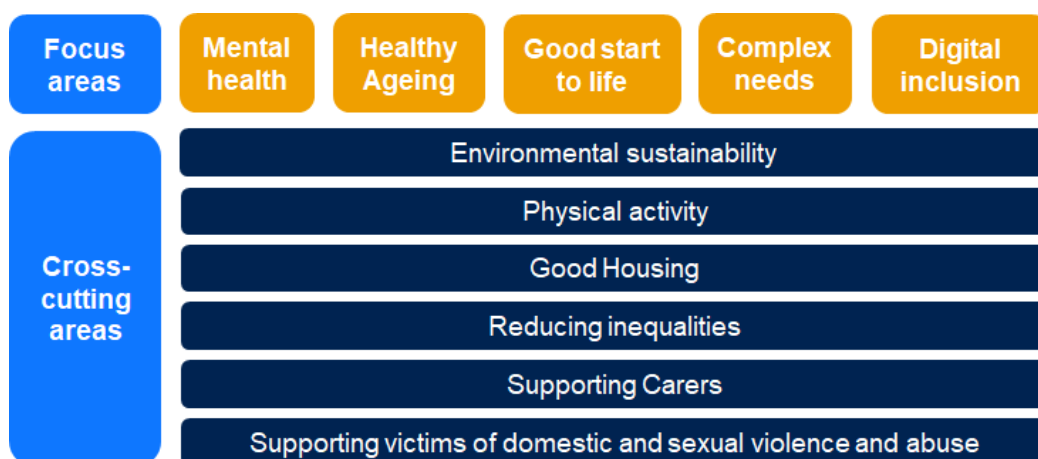 Focus
areas
Mental
health
Healthy
Ageing
Good start
to life
Complex
needs
Digital
inclusion
Cross-
cutting
areas
Environmental sustainability
Physical activity
Good Housing
Reducing inequalities
Supporting Carers
Supporting victims of domestic and sexual violence and abuse